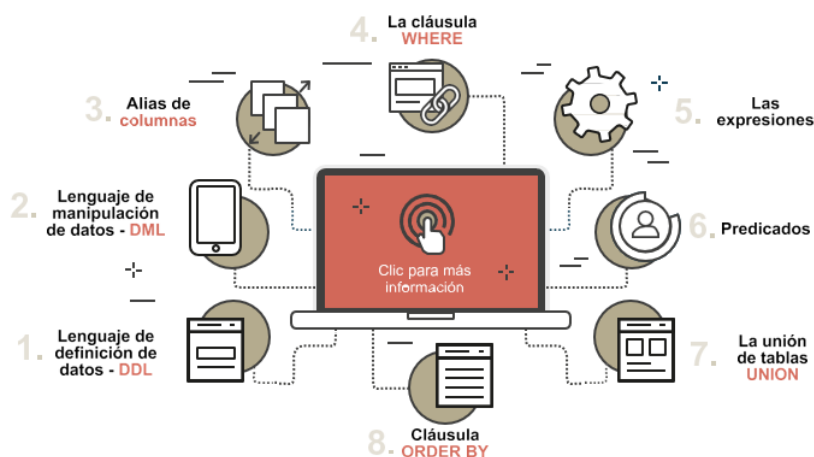 4. La cláusula
WHERE
3. Alias de
columnas
5. Las
expresiones
2. Lenguaje de
manipulación
de datos - DML
6. Predicados
Clic para más
información
1. Lenguaje de
definición de
datos - DDL
7. La unión
de tablas
UNION
8. Cláusula
ORDER BY